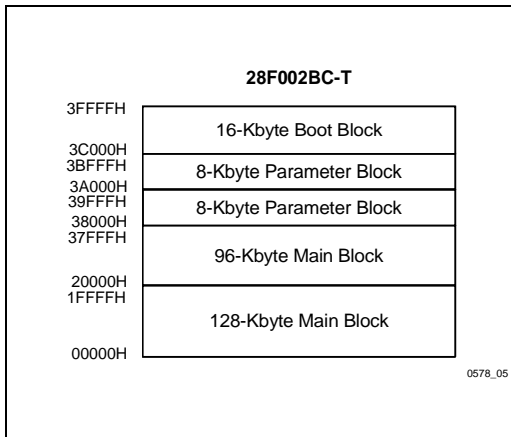 28F002BC-T
3FFFFH
16-Kbyte Boot Block
3C000H
3BFFFH
8-Kbyte Parameter Block
3A000H
39FFFH
8-Kbyte Parameter Block
38000H
37FFFH
96-Kbyte Main Block
20000H
1FFFFH
128-Kbyte Main Block
00000H
0578_05